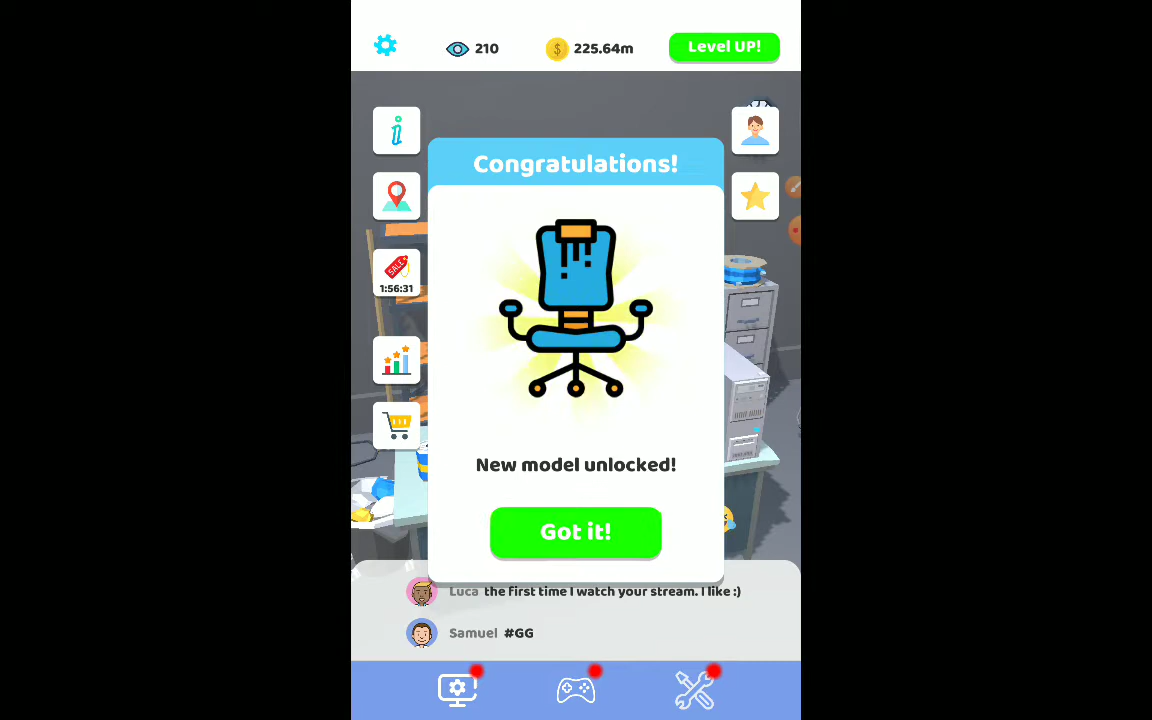 210
225.64m
Level UP!
Congratulations!
SALE
1:56:31
New model unlocked!
Got it!
Luca the first time I watch your stream. I like :)
Samuel #GG